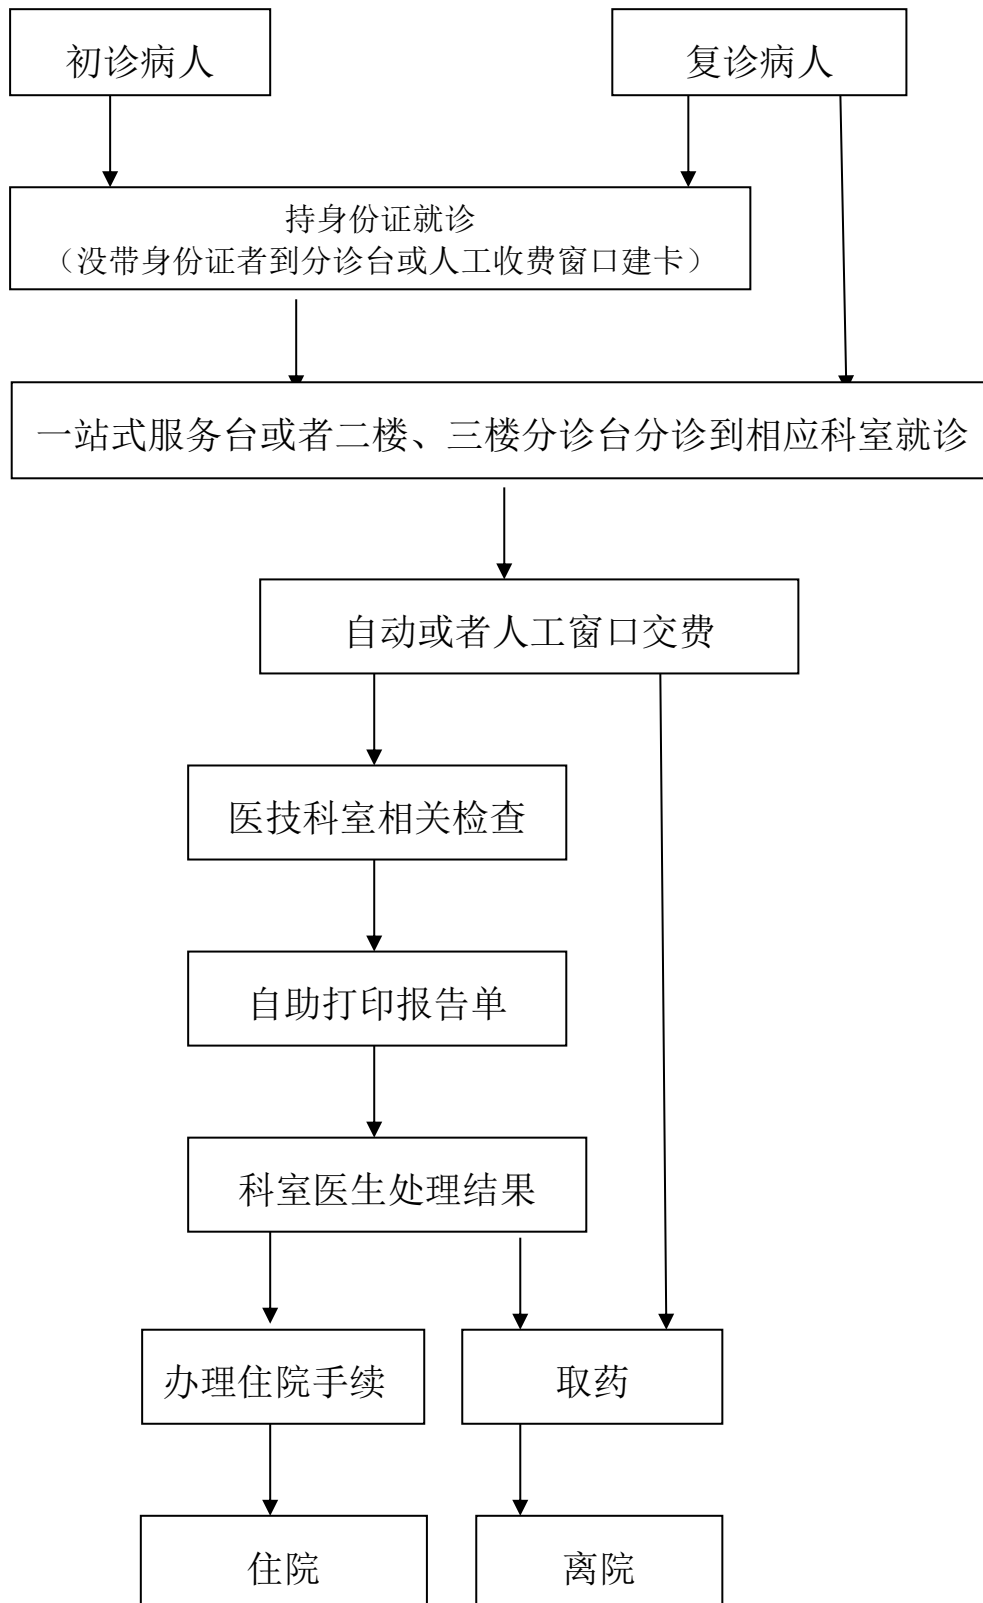 初诊病人
复诊病人
持身份证就诊
（没带身份证者到分诊台或人工收费窗口建卡）
一站式服务台或者二楼、三楼分诊台分诊到相应科室就诊
自动或者人工窗口交费
医技科室相关检查
自助打印报告单
科室医生处理结果
办理住院手续
取药
住院
离院